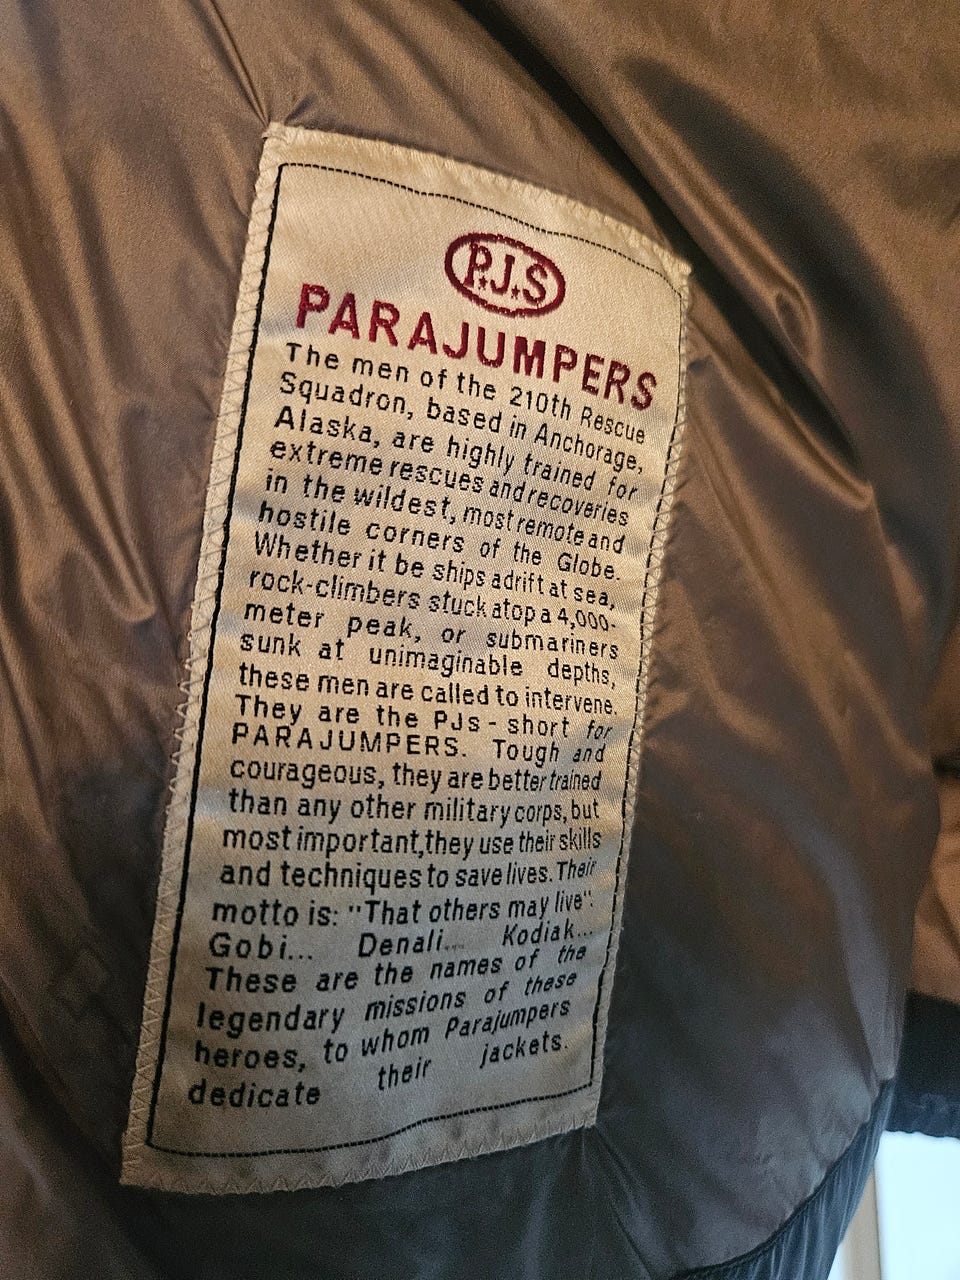 P.J.S
PARAJUMPERS
The men of the 210th Rescue
Squadron, based in Anchorage,
Alaska, are highly trained for
extreme rescues and recoveries
in the wildest, most remote and
hostile corners of the Globe.
Whether it be ships adrift at sea,
rock-climbers stuck atop a 4,000-
meter peak, or submariners
sunk at unimaginable depths,
these men are called to intervene.
They are the PJs - short for
PARAJUMPERS. Tough and
courageous, they are better trained
than any other military corps, but
most important,they use their skills
and techniques to save lives. Their
motto is: "That others may live".
Gobi... Denali... Kodiak...
These are the names of the
legendary missions of these
heroes, to whom Parajumpers
dedicate their jackets.